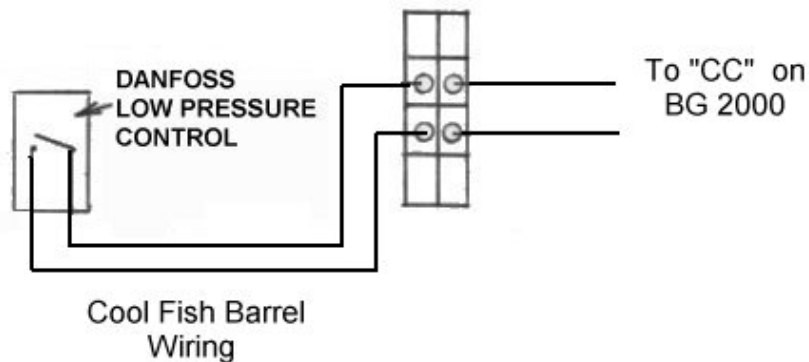 DANFOSS
LOW PRESSURE
CONTROL
To "CC" on
BG 2000
Cool Fish Barrel
Wiring